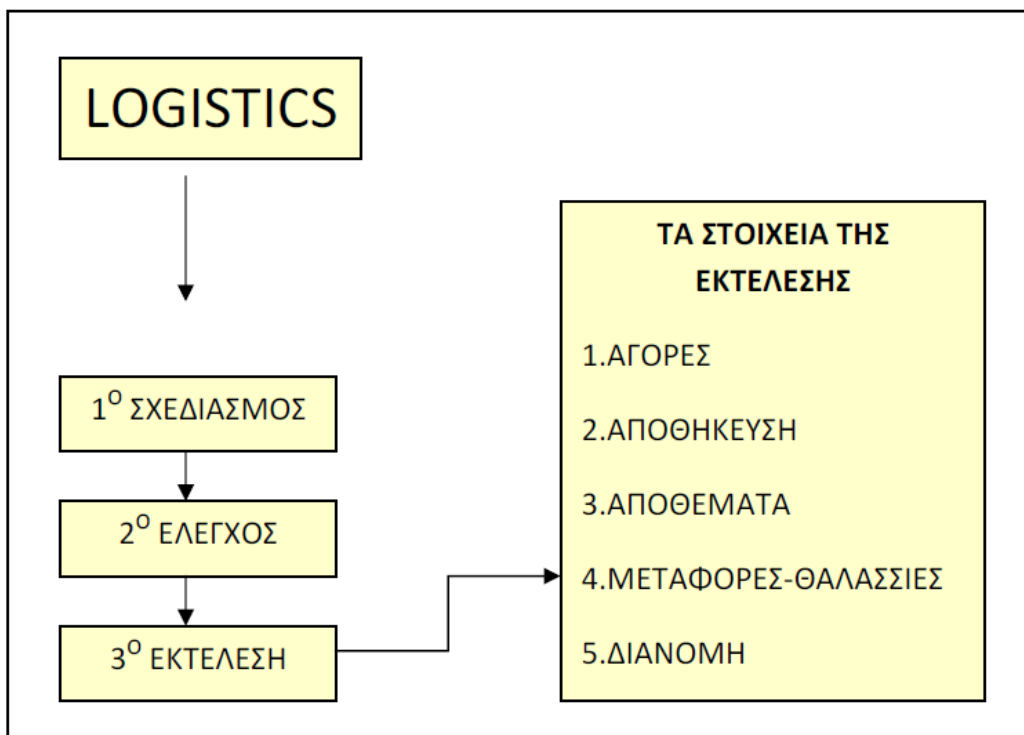 LOGISTICS
1Ο ΣΧΕΔΙΑΣΜΟΣ
2Ο ΕΛΕΓΧΟΣ
3Ο ΕΚΤΕΛΕΣΗ
ΤΑ ΣΤΟΙΧΕΙΑ ΤΗΣ
ΕΚΤΕΛΕΣΗΣ
1.ΑΓΟΡΕΣ
2.ΑΠΟΘΗΚΕΥΣΗ
3.ΑΠΟΘΕΜΑΤΑ
4.ΜΕΤΑΦΟΡΕΣ-ΘΑΛΑΣΣΙΕΣ
5.ΔΙΑΝΟΜΗ